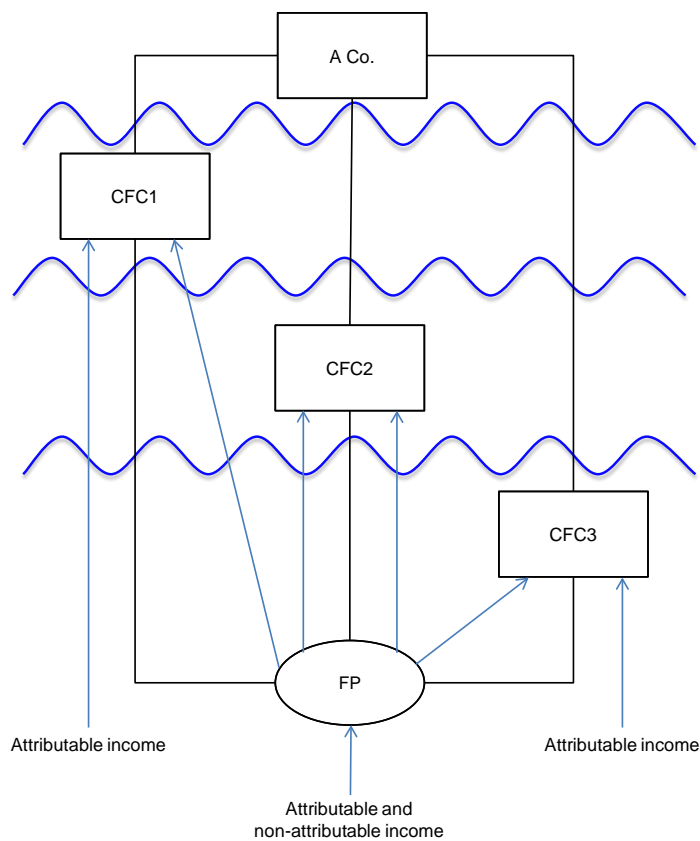 A Co.
CFC1
CFC2
CFC3
FP
Attributable income
Attributable income
Attributable and
non-attributable income